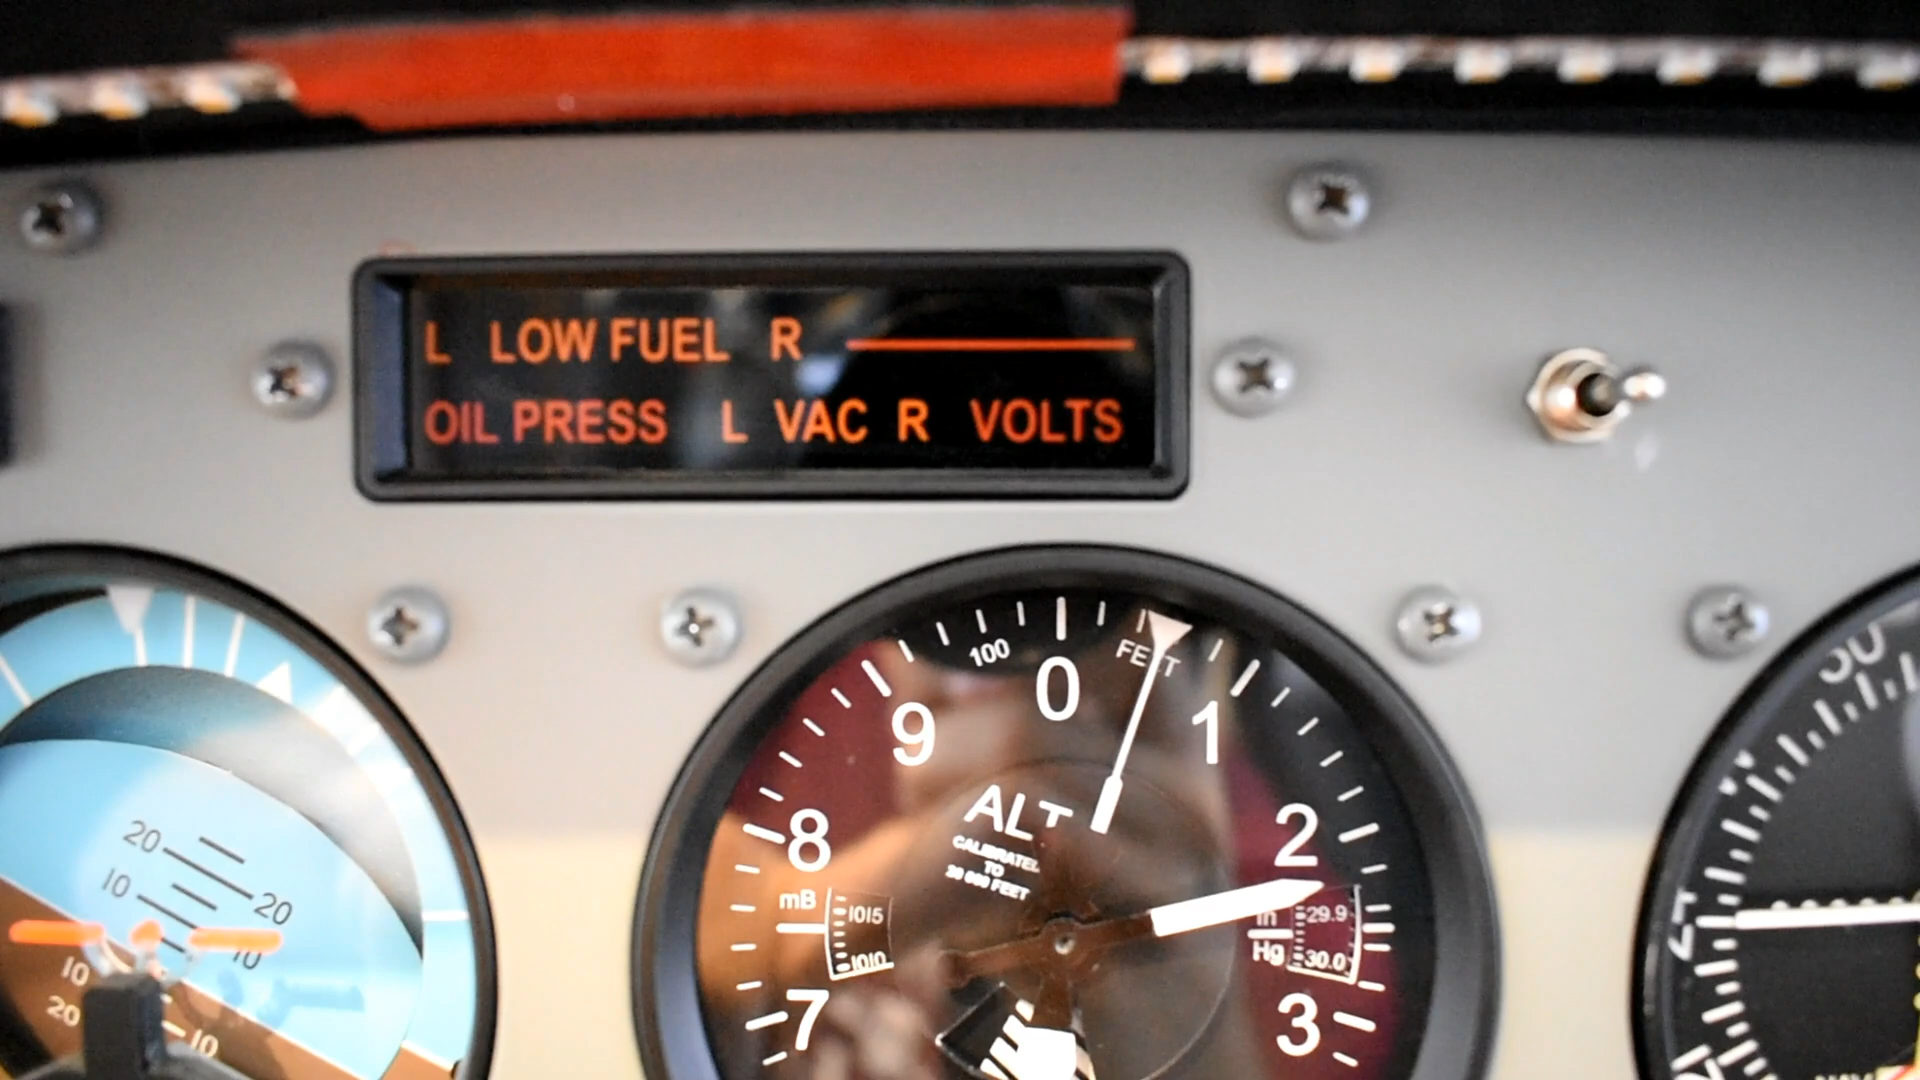 L LOW FUEL R
OIL PRESS L VAC R VOLTS
100
FEET
0
9
1
ALT
CALIBRATED
TO
20 000 FEET
8
2
mB
1015
1010
in
Hg
29.9
30.0
7
3
20
20
10
10
10
20
10